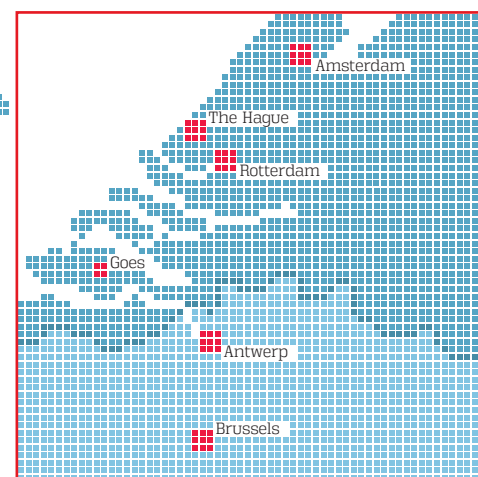 Amsterdam
The Hague
Rotterdam
Goes
Antwerp
Brussels